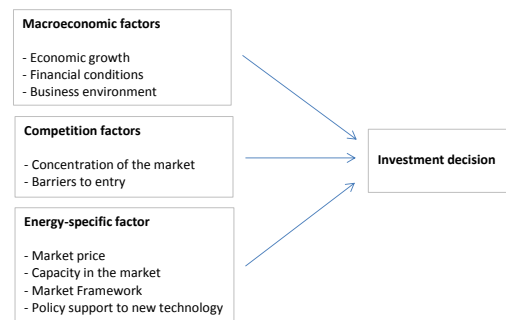 Macroeconomic factors
- Economic growth
- Financial conditions
- Business environment
Competition factors
- Concentration of the market
- Barriers to entry
Investment decision
Energy-specific factor
- Market price
- Capacity in the market
- Market Framework
- Policy support to new technology